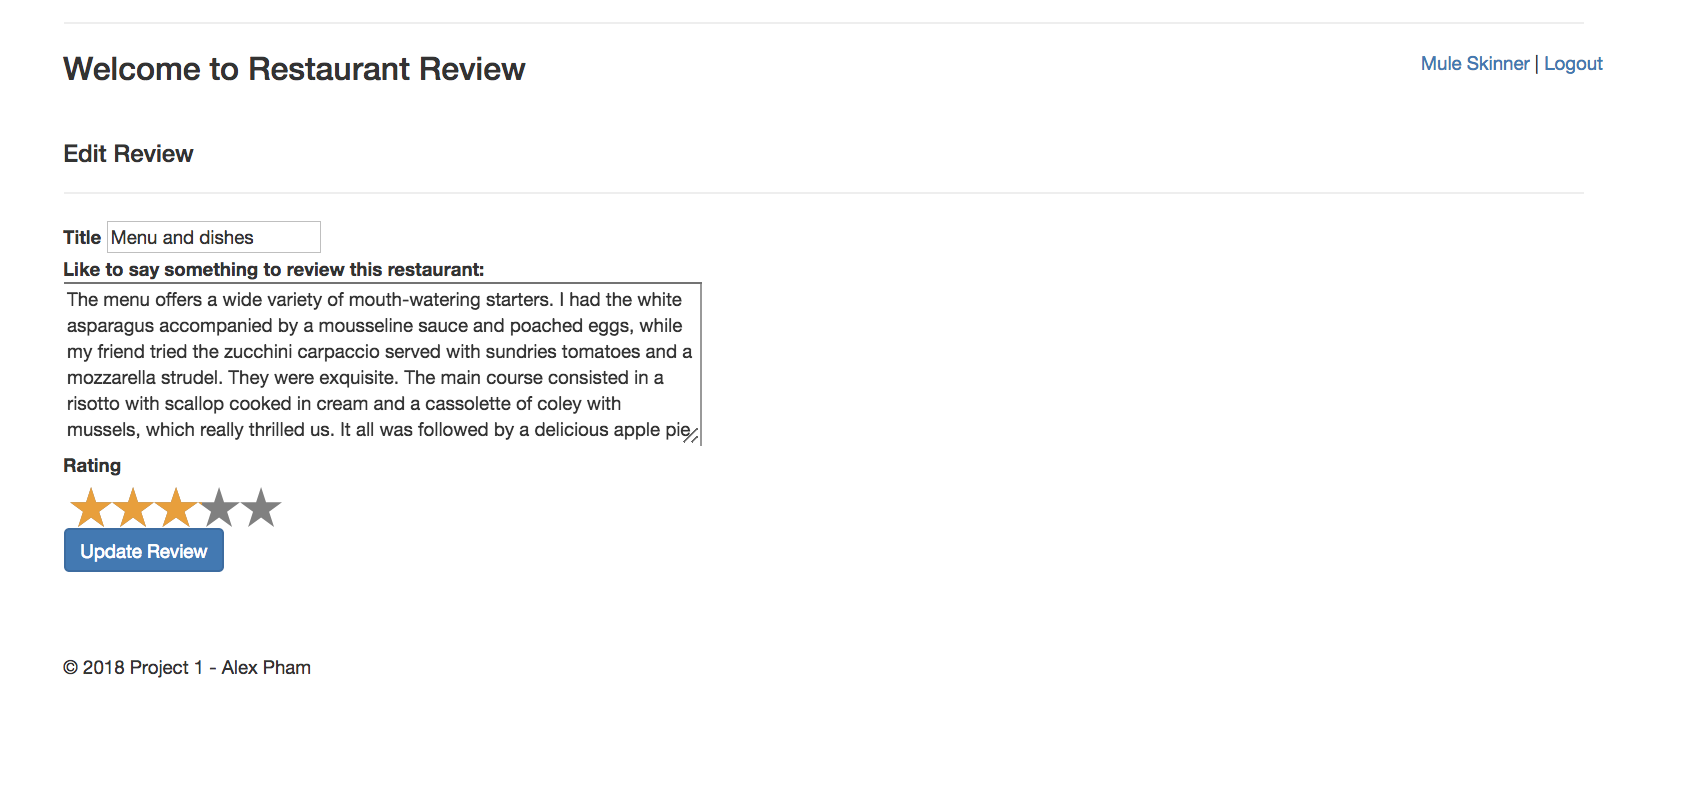 Welcome to Restaurant Review
Mule Skinner | Logout
Edit Review
Title Menu and dishes
Like to say something to review this restaurant:
The menu offers a wide variety of mouth-watering starters. I had the white
asparagus accompanied by a mousseline sauce and poached eggs, while
my friend tried the zucchini carpaccio served with sundries tomatoes and a
mozzarella strudel. They were exquisite. The main course consisted in a
risotto with scallop cooked in cream and a cassolette of coley with
mussels, which really thrilled us. It all was followed by a delicious apple pie
Rating
Update Review
© 2018 Project 1 - Alex Pham